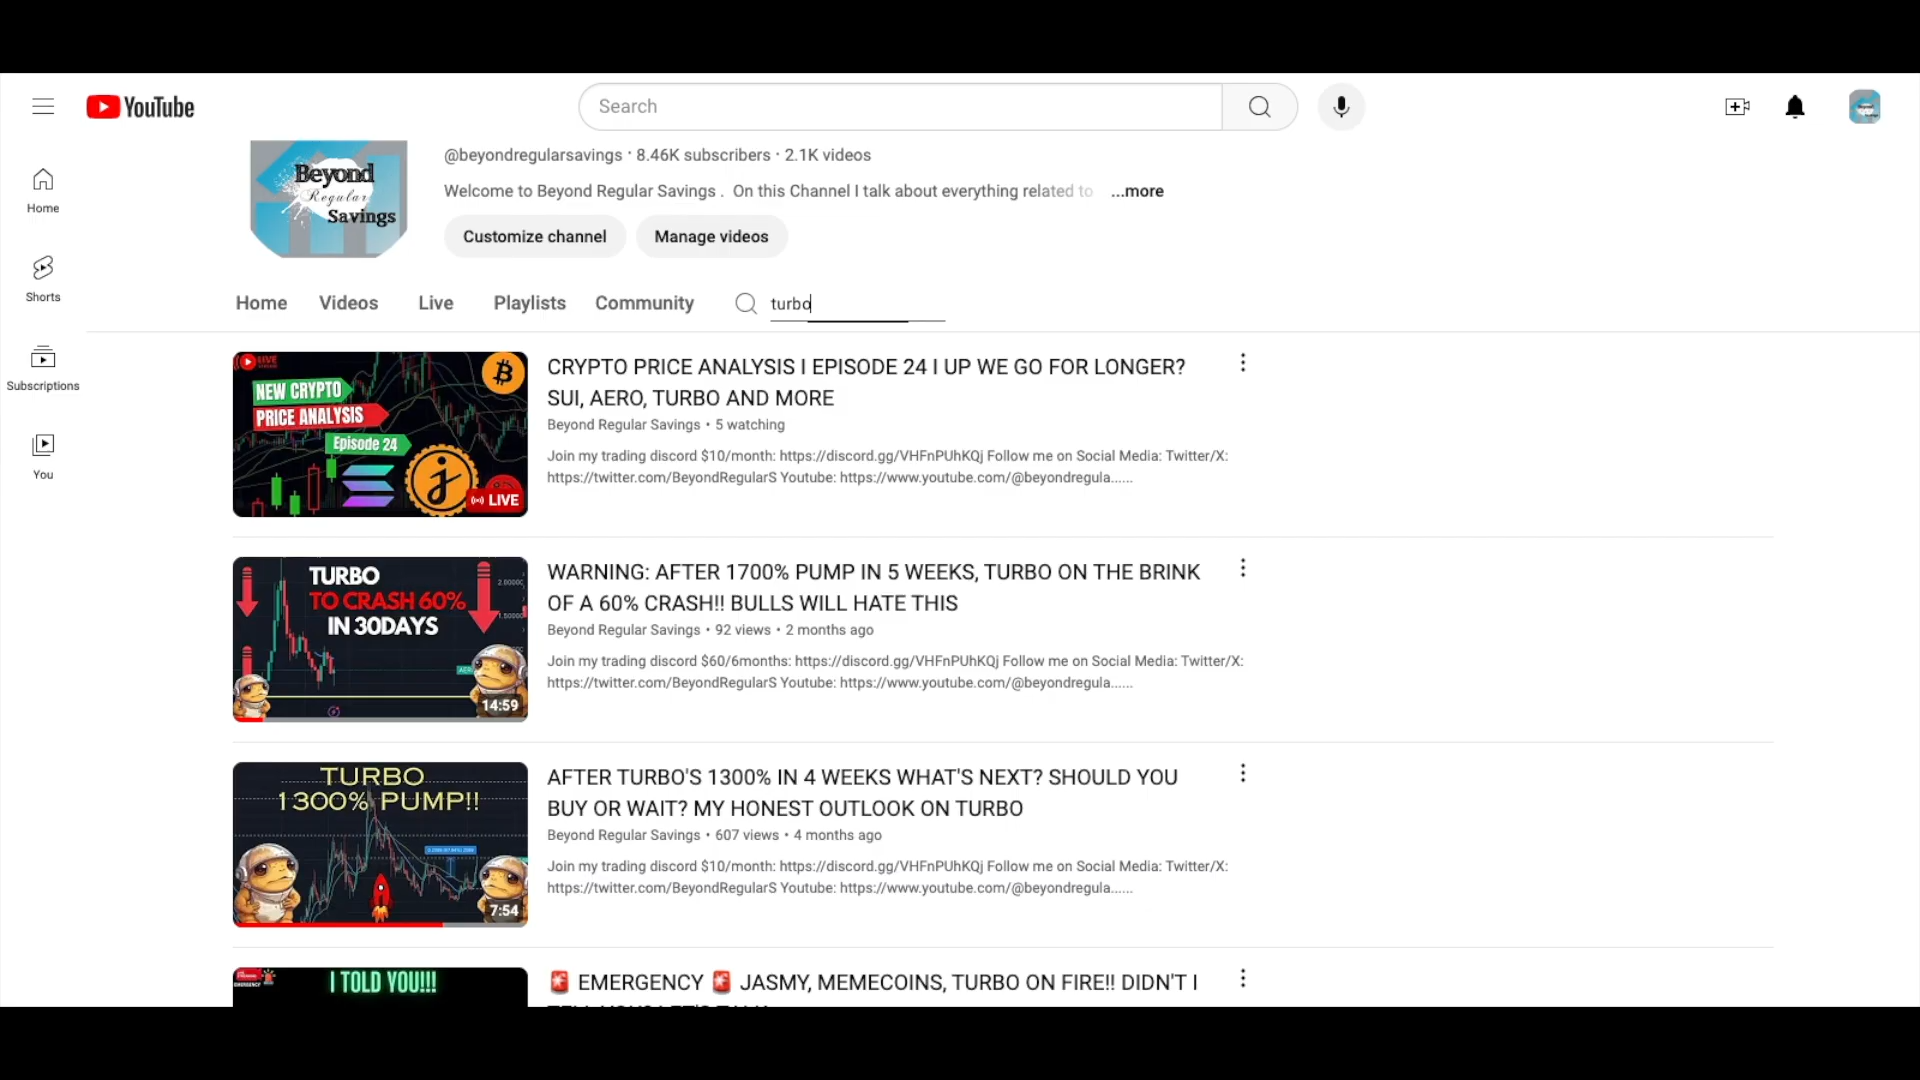 YouTube
Search
Home
Shorts
Subscriptions
You
Beyond
Regular
Savings
@beyondregularsavings · 8.46K subscribers · 2.1K videos
Welcome to Beyond Regular Savings . On this Channel I talk about everything related to ...more
Customize channel
Manage videos
Home Videos Live Playlists Community turbo
LIVE
NEW CRYPTO
PRICE ANALYSIS
Episode 24
LIVE
CRYPTO PRICE ANALYSIS I EPISODE 24 I UP WE GO FOR LONGER?
SUI, AERO, TURBO AND MORE
Beyond Regular Savings • 5 watching
Join my trading discord $10/month: https://discord.gg/VHFnPUhKQj Follow me on Social Media: Twitter/X:
https://twitter.com/BeyondRegularS Youtube: https://www.youtube.com/@beyondregula......
TURBO
TO CRASH 60%
IN 30DAYS
14:59
WARNING: AFTER 1700% PUMP IN 5 WEEKS, TURBO ON THE BRINK
OF A 60% CRASH!! BULLS WILL HATE THIS
Beyond Regular Savings • 92 views • 2 months ago
Join my trading discord $60/6months: https://discord.gg/VHFnPUhKQj Follow me on Social Media: Twitter/X:
https://twitter.com/BeyondRegularS Youtube: https://www.youtube.com/@beyondregula......
TURBO
1300% PUMP!!
7:54
AFTER TURBO'S 1300% IN 4 WEEKS WHAT'S NEXT? SHOULD YOU
BUY OR WAIT? MY HONEST OUTLOOK ON TURBO
Beyond Regular Savings • 607 views • 4 months ago
Join my trading discord $10/month: https://discord.gg/VHFnPUhKQj Follow me on Social Media: Twitter/X:
https://twitter.com/BeyondRegularS Youtube: https://www.youtube.com/@beyondregula......
I TOLD YOU!!!
🚨 EMERGENCY 🚨 JASMY, MEMECOINS, TURBO ON FIRE!! DIDN'T I